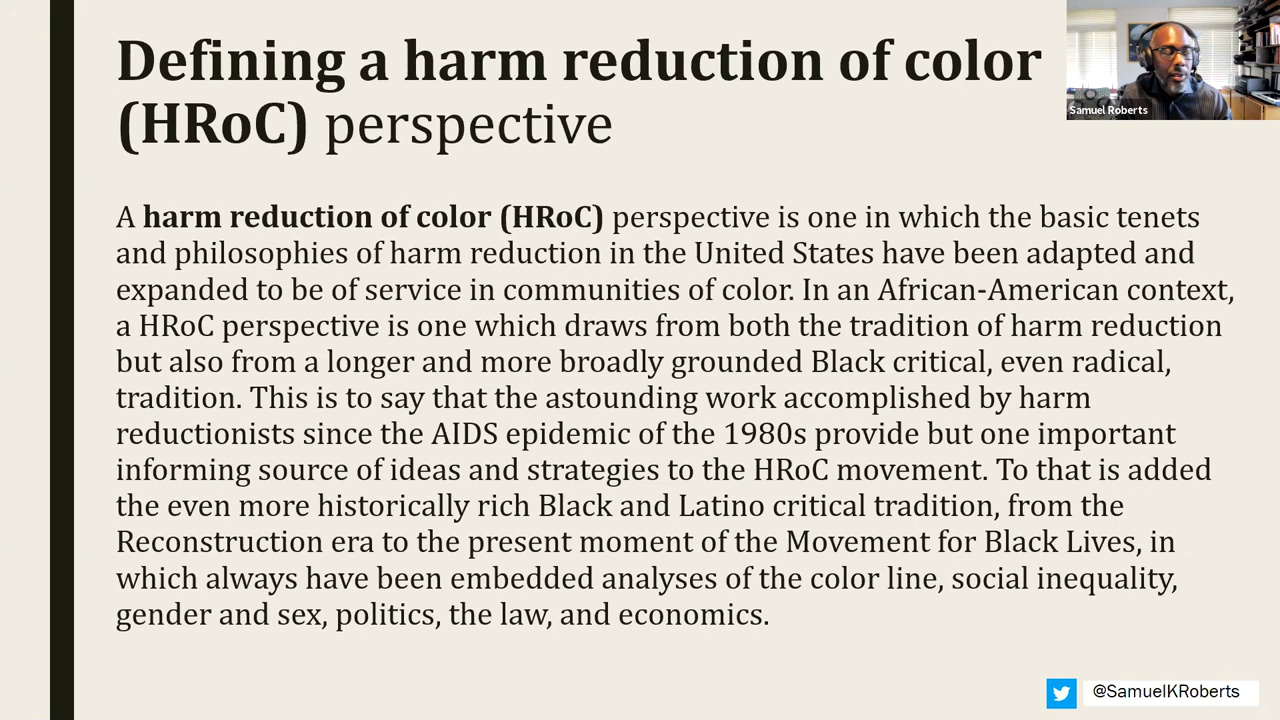 Defining a harm reduction of color
(HRoC) perspective
Samuel Roberts
A harm reduction of color (HRoC) perspective is one in which the basic tenets
and philosophies of harm reduction in the United States have been adapted and
expanded to be of service in communities of color. In an African-American context,
a HRoC perspective is one which draws from both the tradition of harm reduction
but also from a longer and more broadly grounded Black critical, even radical,
tradition. This is to say that the astounding work accomplished by harm
reductionists since the AIDS epidemic of the 1980s provide but one important
informing source of ideas and strategies to the HRoC movement. To that is added
the even more historically rich Black and Latino critical tradition, from the
Reconstruction era to the present moment of the Movement for Black Lives, in
which always have been embedded analyses of the color line, social inequality,
gender and sex, politics, the law, and economics.
@SamuelKRoberts